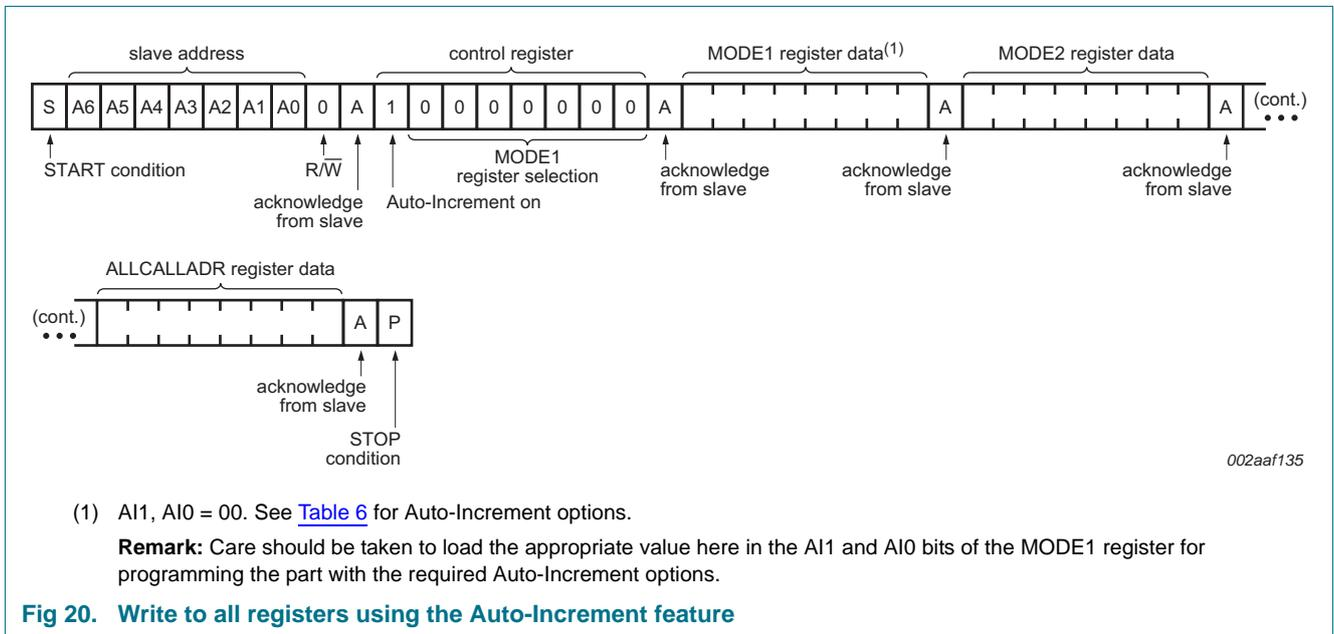 slave address control register MODE1 register data(1) MODE2 register data
S A6 A5 A4 A3 A2 A1 A0 0 A 1 0 0 0 0 0 0 0 A A A (cont.)
START condition R/W̅ MODE1 register selection acknowledge from slave acknowledge from slave acknowledge from slave
acknowledge from slave Auto-Increment on
ALLCALLADR register data
(cont.) A P
acknowledge from slave
STOP condition
002aaf135
(1) AI1, AI0 = 00. See Table 6 for Auto-Increment options.
Remark: Care should be taken to load the appropriate value here in the AI1 and AI0 bits of the MODE1 register for
programming the part with the required Auto-Increment options.
Fig 20. Write to all registers using the Auto-Increment feature